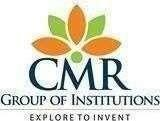 CMR
GROUP OF INSTITUTIONS
EXPLORE TO INVENT